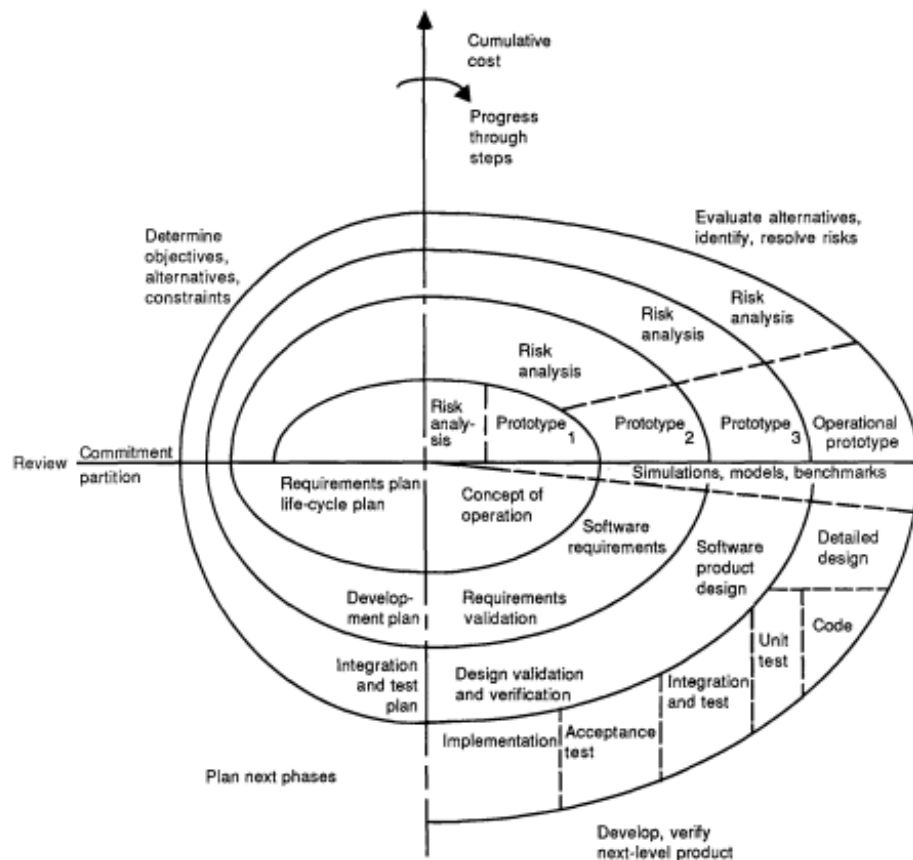 Cumulative
cost
Progress
through
steps
Evaluate alternatives,
identify, resolve risks
Determine
objectives,
alternatives,
constraints
Risk
analysis
Risk
analysis
Risk
analysis
Risk
analy-
sis
Prototype 1
Prototype 2
Prototype 3
Operational
prototype
Review
Commitment
partition
Simulations, models, benchmarks
Requirements plan
life-cycle plan
Concept of
operation
Software
requirements
Software
product
design
Detailed
design
Develop-
ment plan
Requirements
validation
Code
Unit
test
Integration
and test
plan
Design validation
and verification
Integration
and test
Acceptance
test
Implementation
Plan next phases
Develop, verify
next-level product